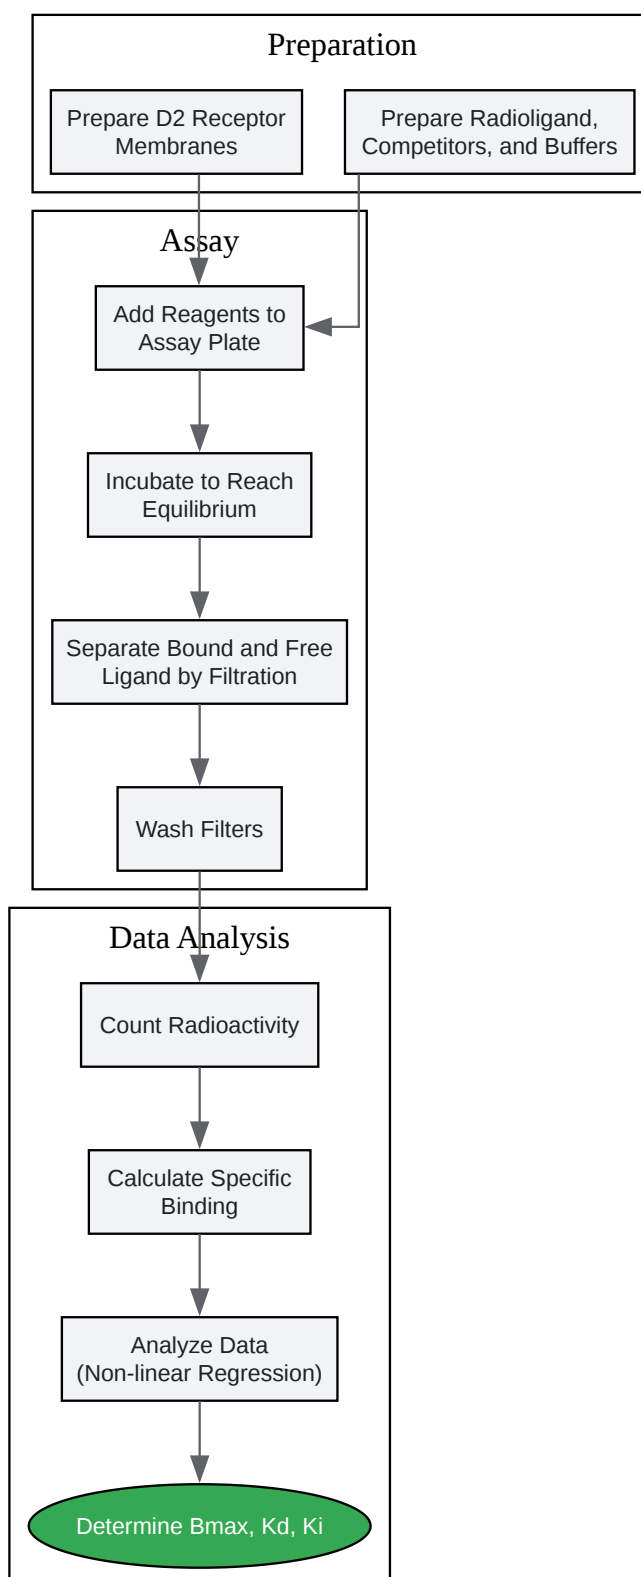 Preparation
Prepare D2 Receptor
Membranes
Prepare Radioligand,
Competitors, and Buffers
Assay
Add Reagents to
Assay Plate
Incubate to Reach
Equilibrium
Separate Bound and Free
Ligand by Filtration
Wash Filters
Data Analysis
Count Radioactivity
Calculate Specific
Binding
Analyze Data
(Non-linear Regression)
Determine Bmax, Kd, Ki